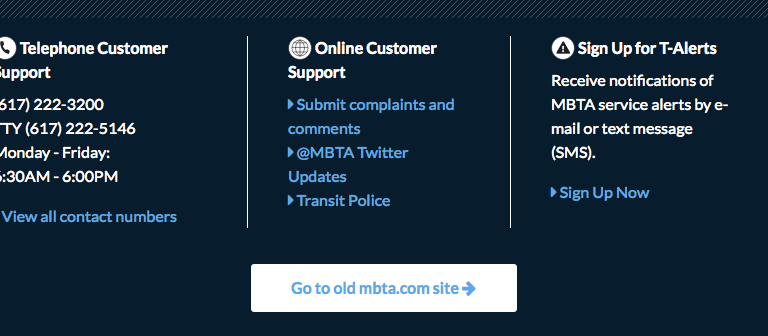 Telephone Customer
Support
617) 222-3200
TTY (617) 222-5146
Monday - Friday:
6:30AM - 6:00PM
View all contact numbers
Online Customer
Support
Submit complaints and
comments
@MBTA Twitter
Updates
Transit Police
Sign Up for T-Alerts
Receive notifications of
MBTA service alerts by e-
mail or text message
(SMS).
Sign Up Now
Go to old mbta.com site